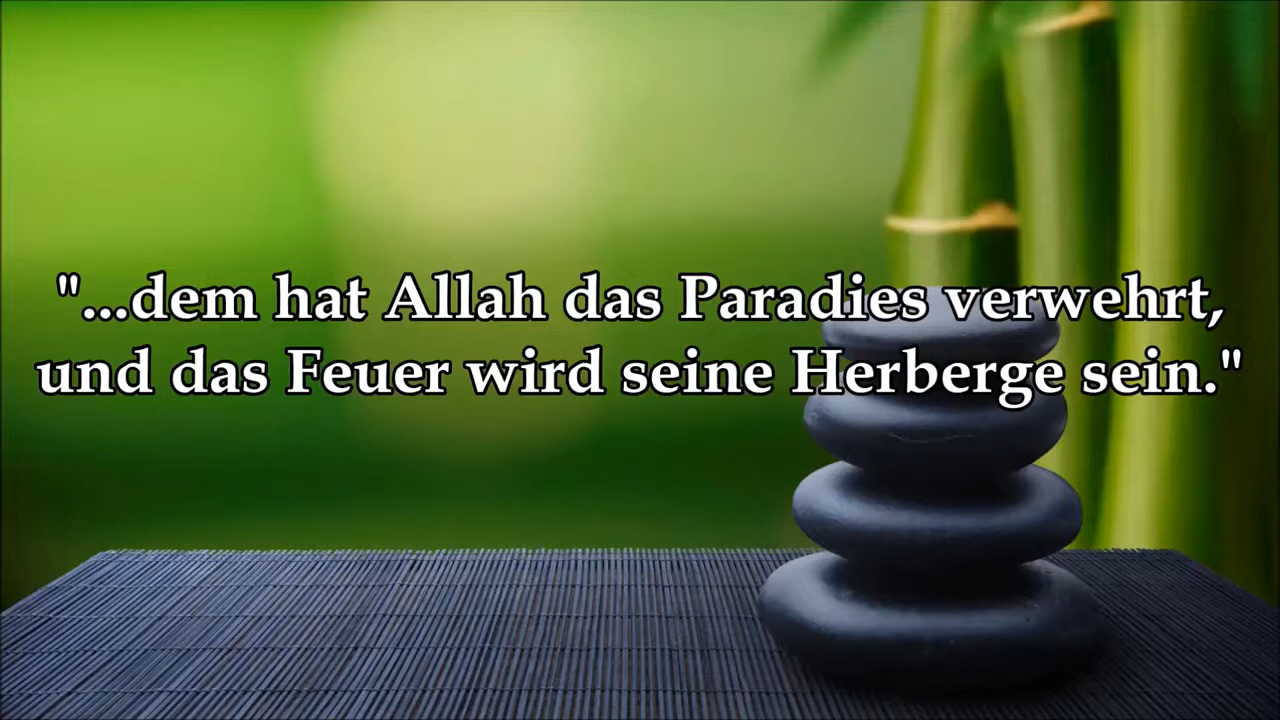 "...dem hat Allah das Paradies verwehrt,
und das Feuer wird seine Herberge sein."